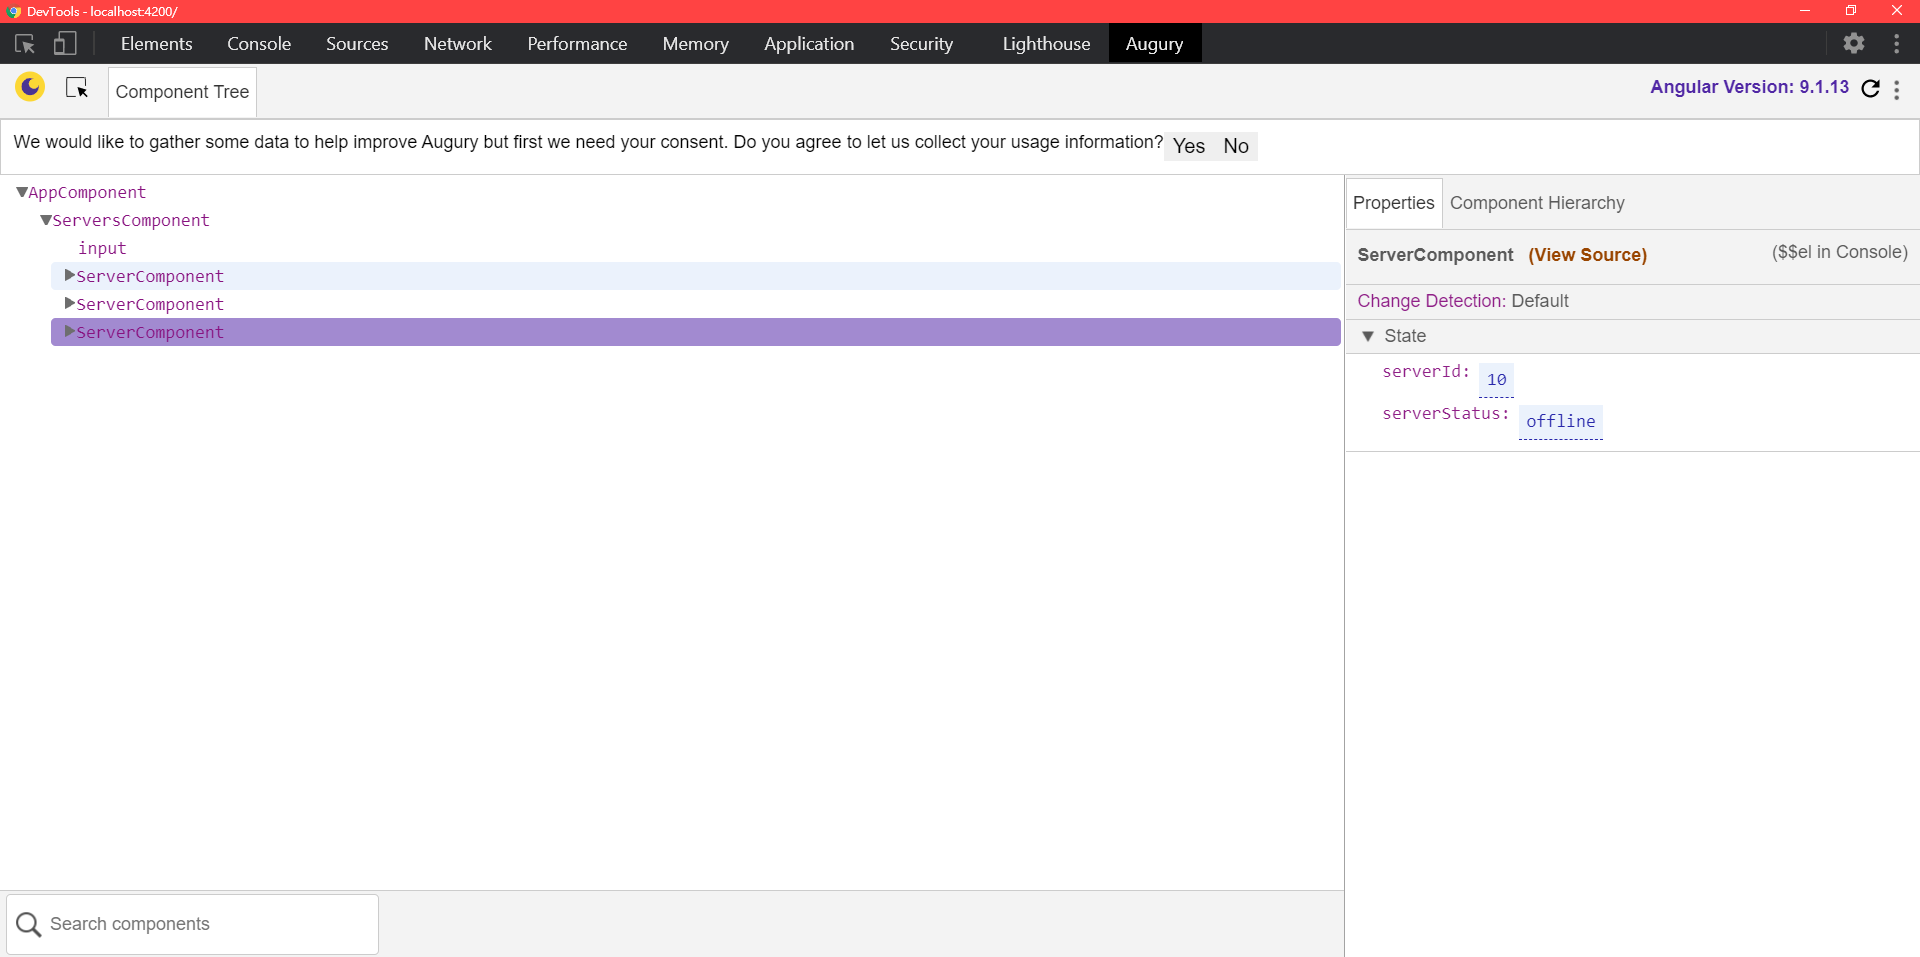 DevTools - localhost:4200/
Elements Console Sources Network Performance Memory Application Security Lighthouse Augury
Component Tree
Angular Version: 9.1.13
We would like to gather some data to help improve Augury but first we need your consent. Do you agree to let us collect your usage information? Yes No
AppComponent
ServersComponent
input
ServerComponent
ServerComponent
ServerComponent
Search components
Properties Component Hierarchy
ServerComponent (View Source) ($$el in Console)
Change Detection: Default
State
serverId: 10
serverStatus: offline